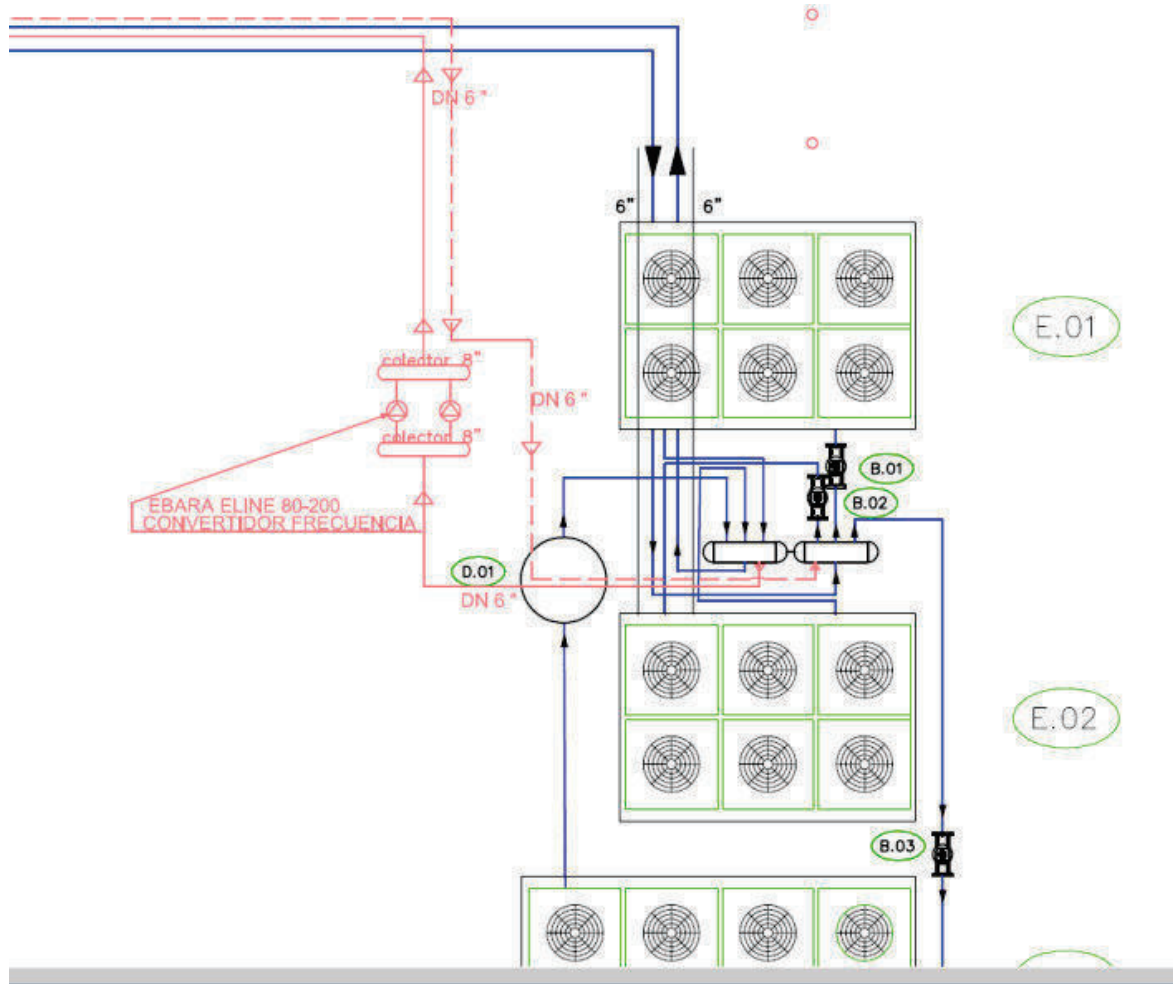 DN 6 "
6"
6"
E.01
colector 8"
DN 6 "
colector 8"
B.01
B.02
EBARA ELINE 80-200
CONVERTIDOR FRECUENCIA
D.01
DN 6 "
E.02
B.03